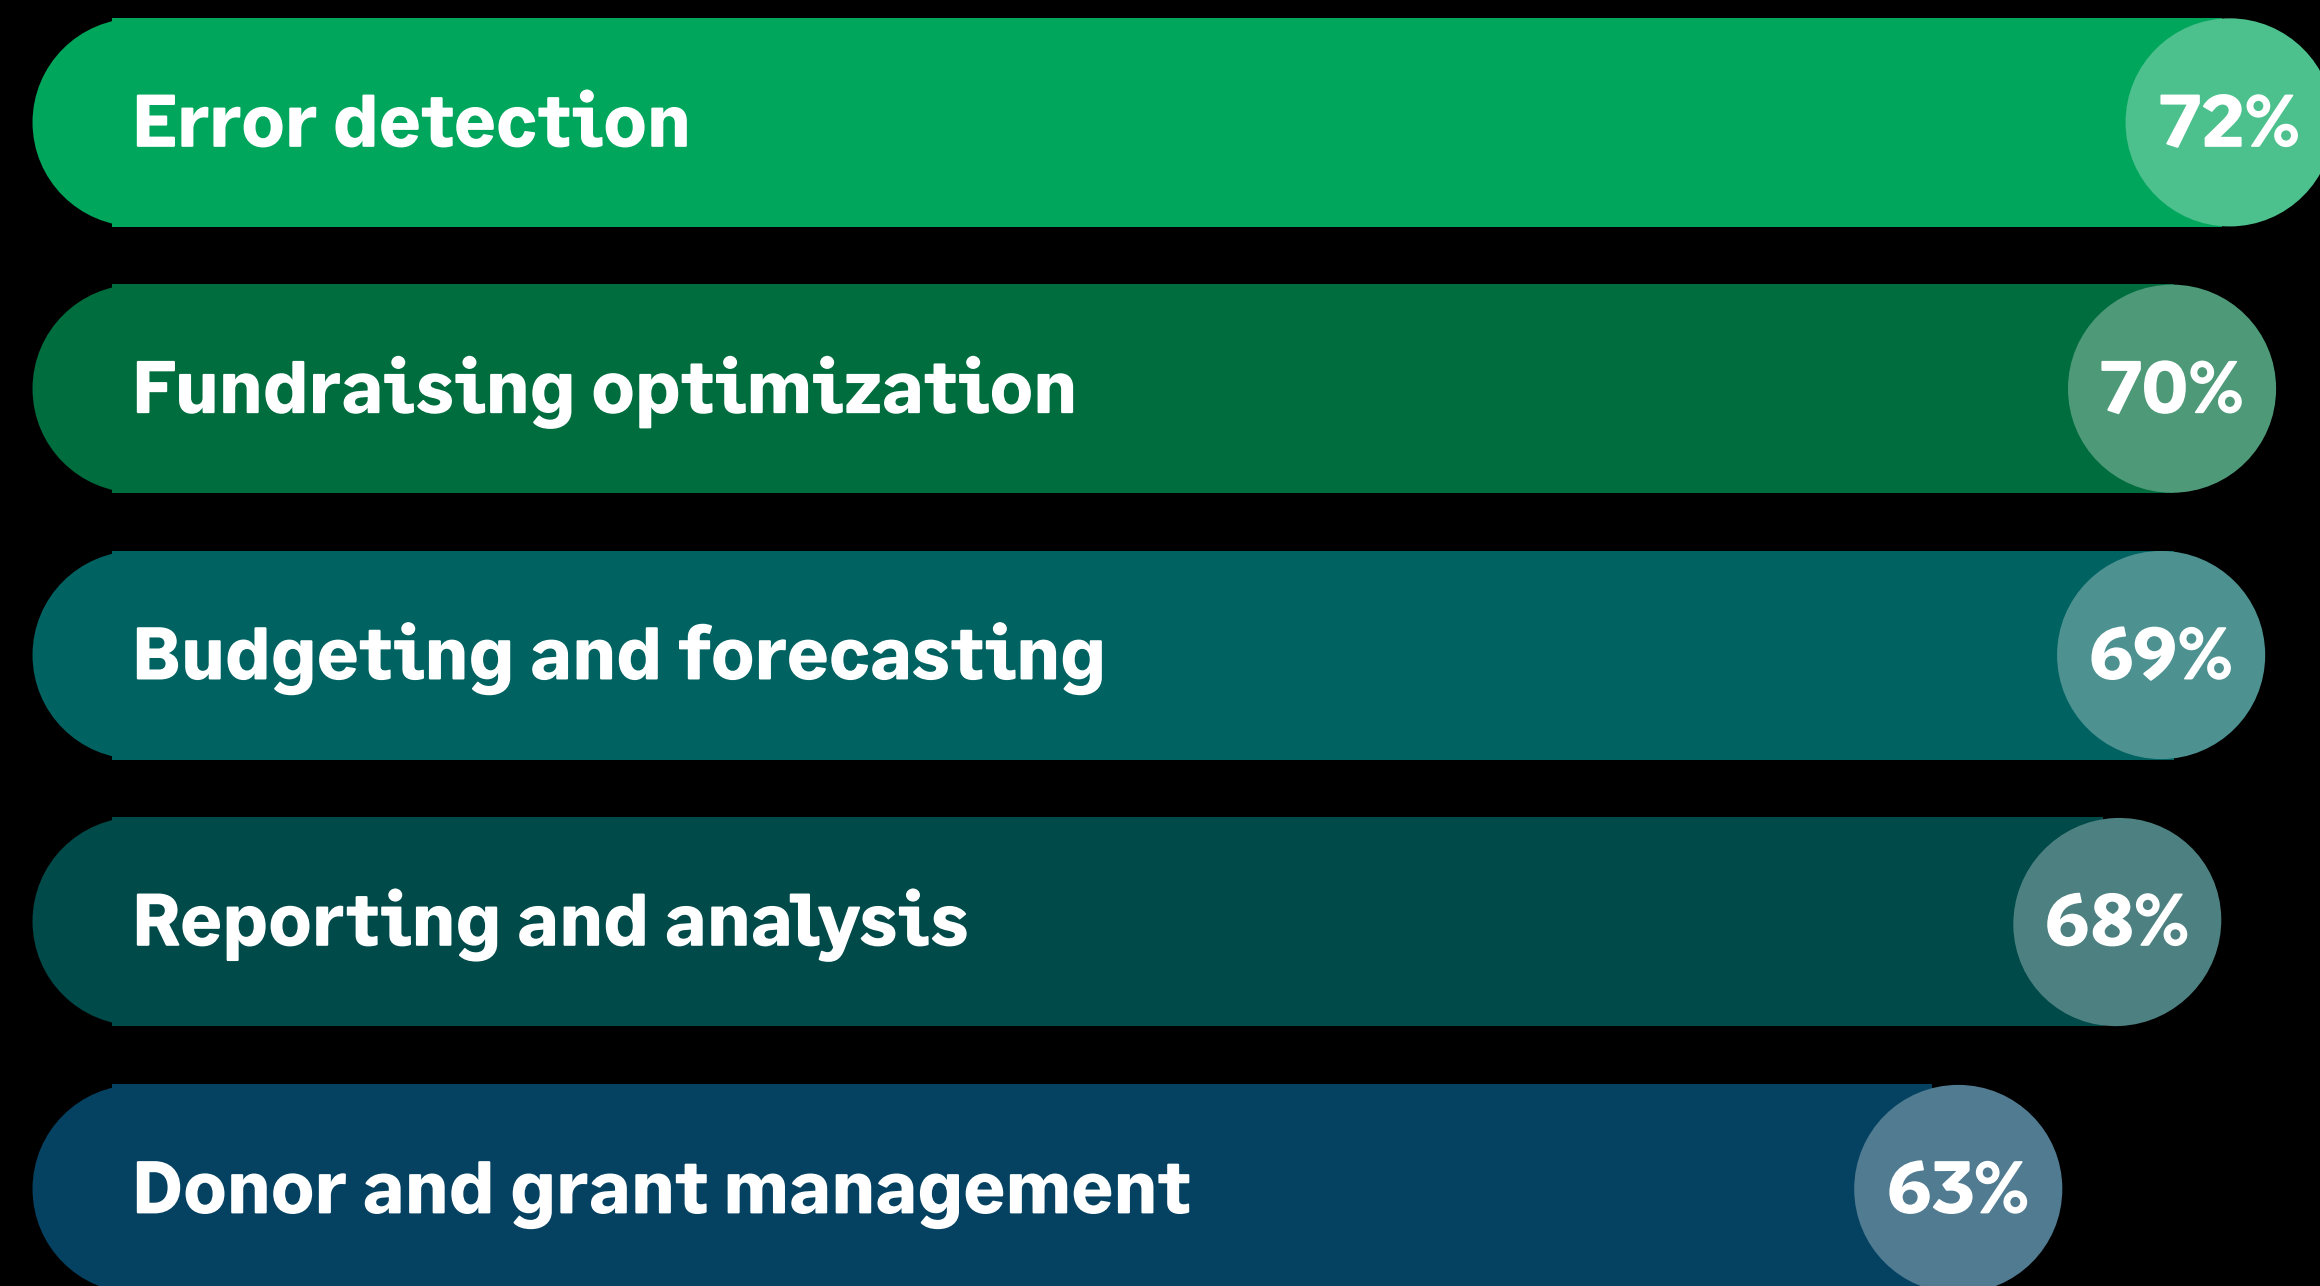 Error detection 72%
Fundraising optimization 70%
Budgeting and forecasting 69%
Reporting and analysis 68%
Donor and grant management 63%